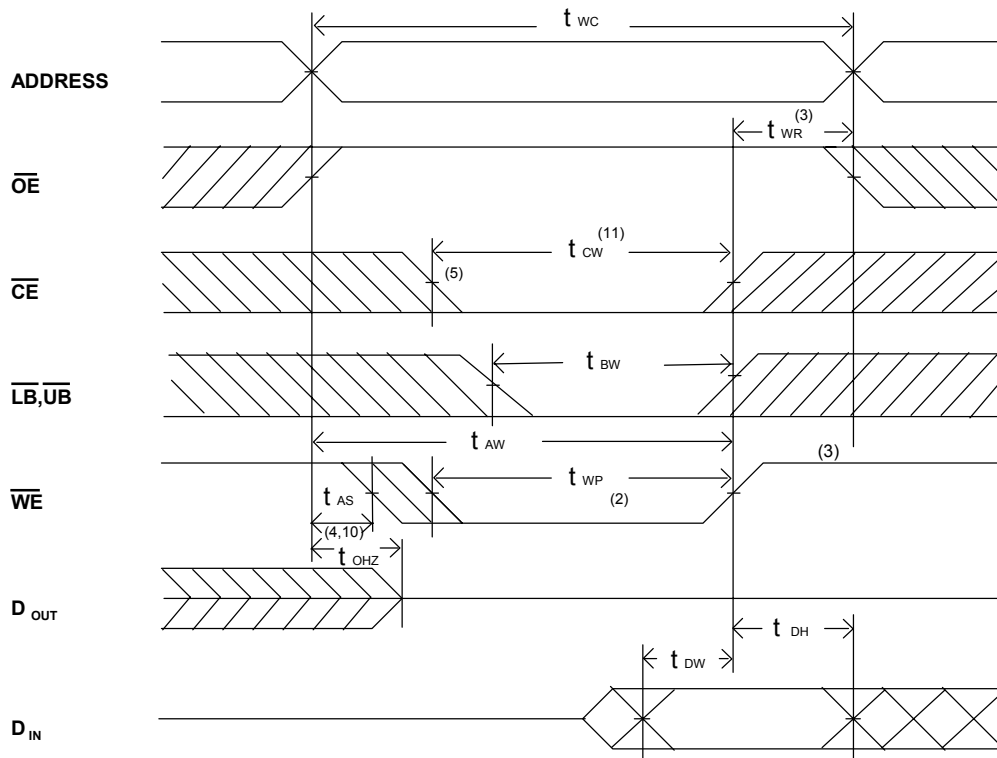 t WC
ADDRESS
t WR (3)
OE
t CW (11)
(5)
CE
t BW
LB,UB
t AW
(3)
t WP
(2)
WE
t AS
(4,10)
t OHZ
D OUT
t DH
t DW
D IN